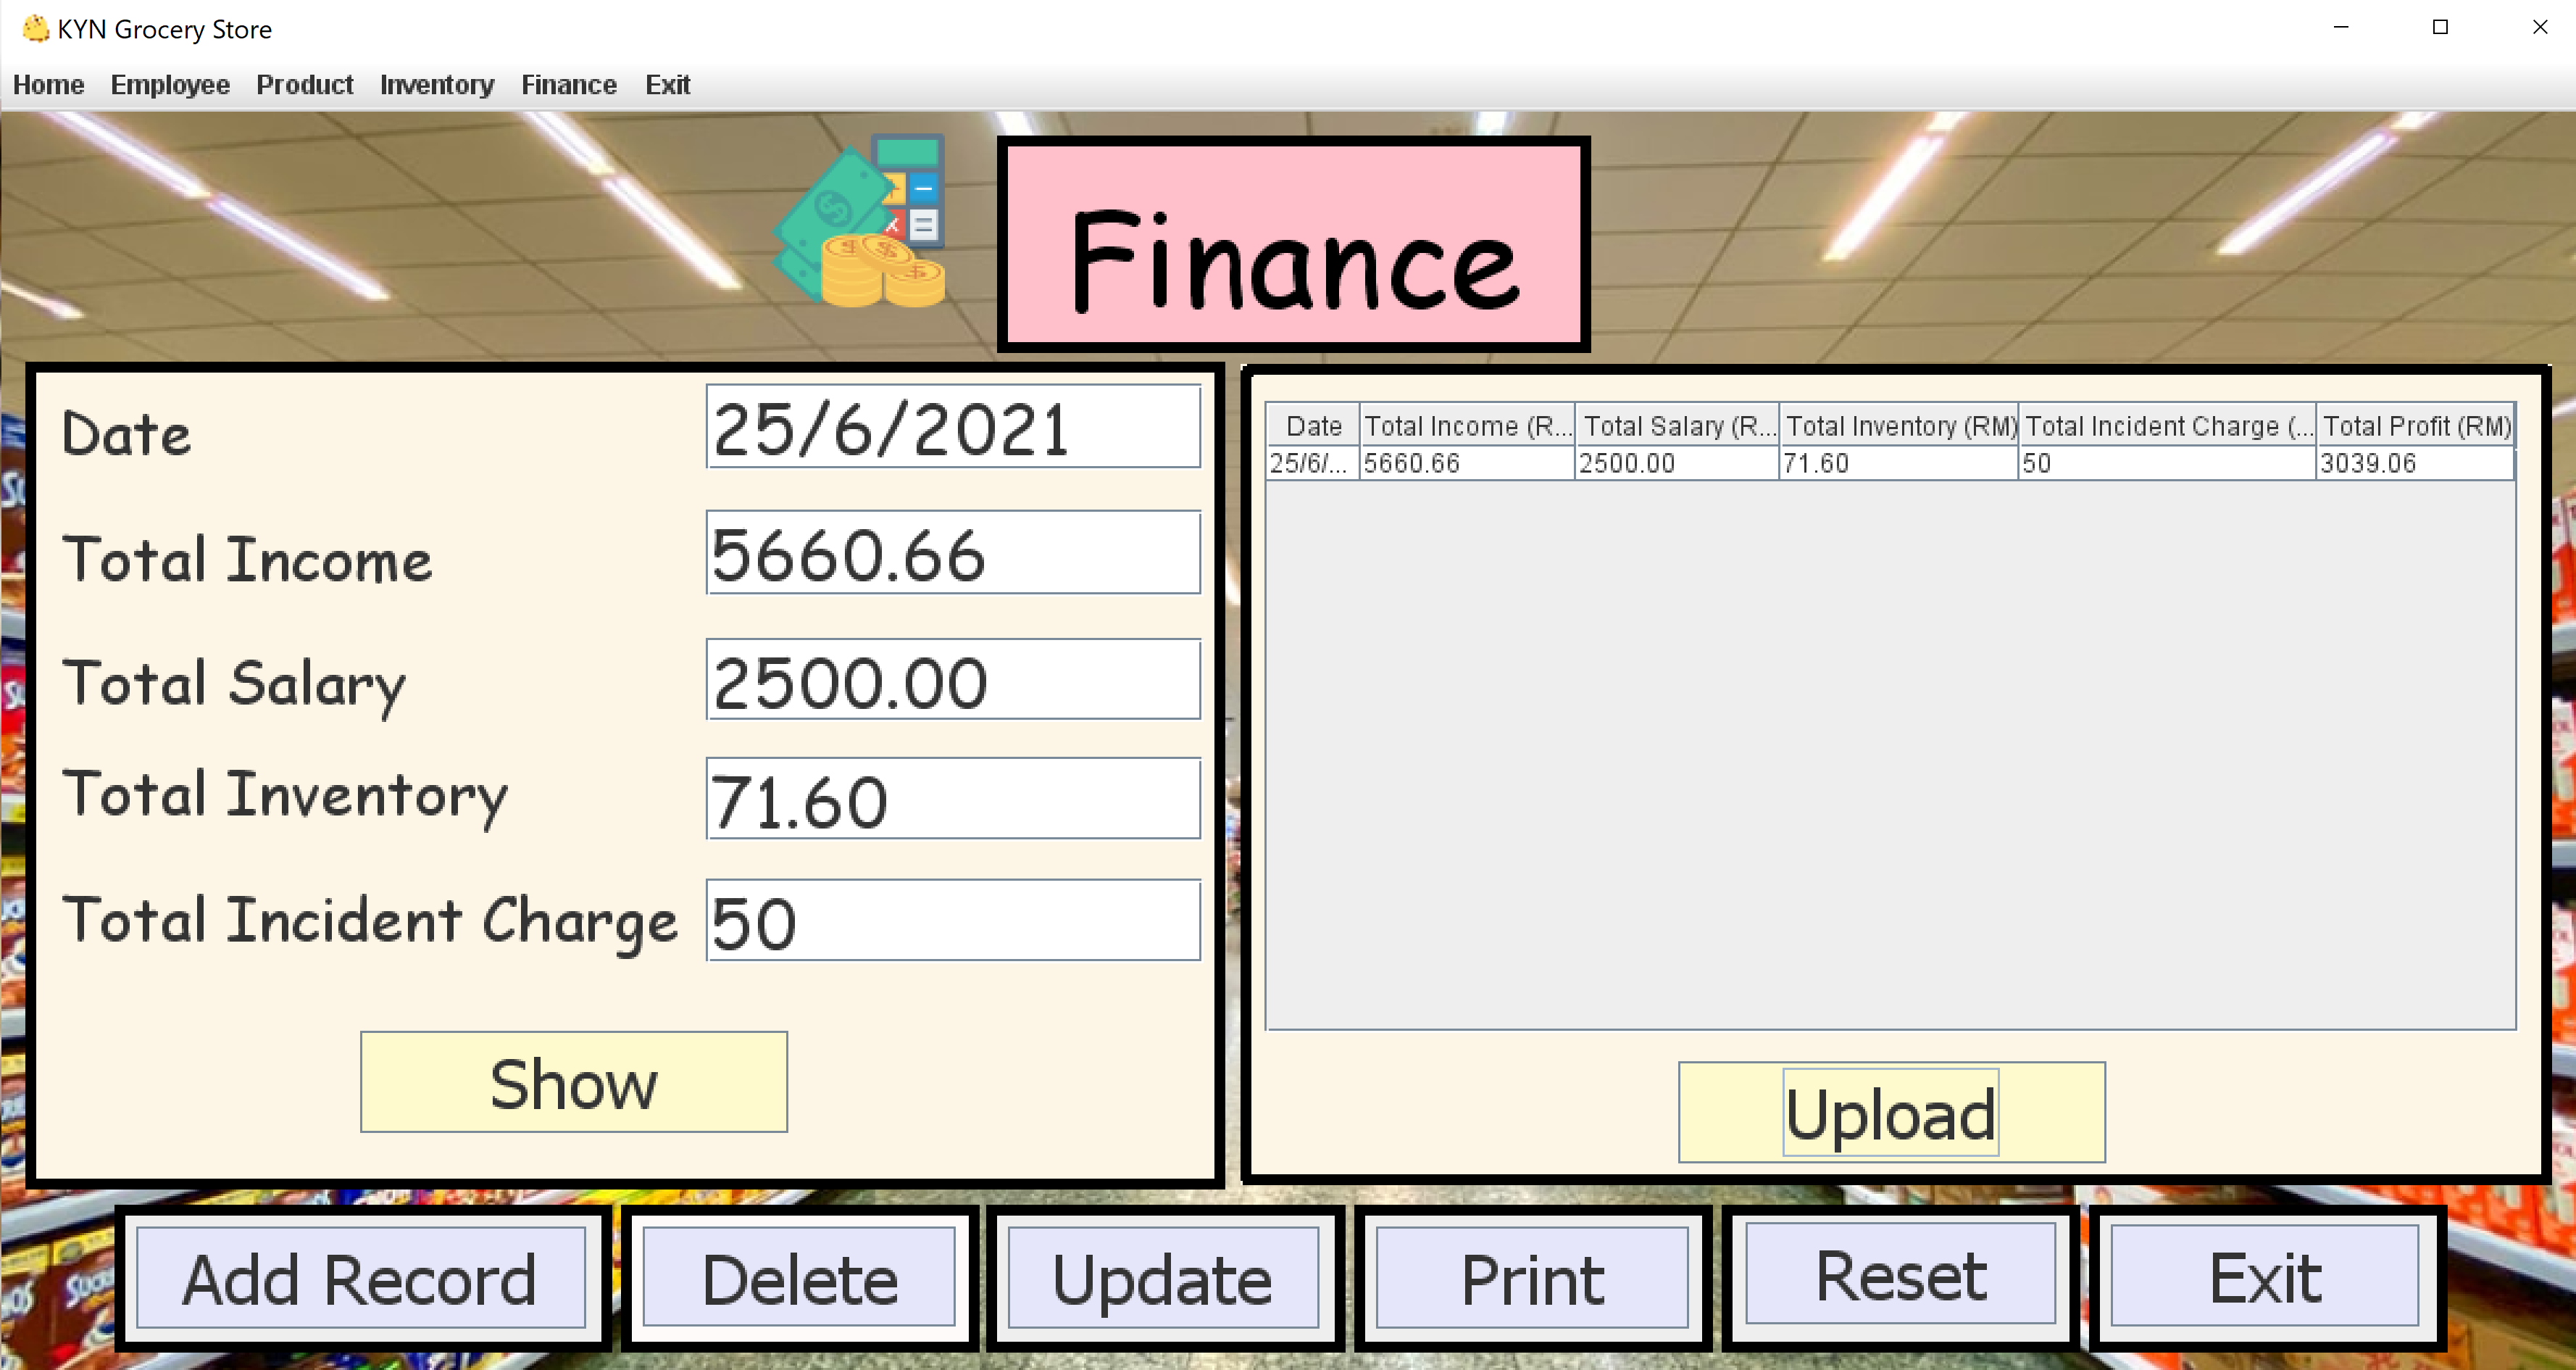 KYN Grocery Store
Home Employee Product Inventory Finance Exit
Finance
Date 25/6/2021
Total Income 5660.66
Total Salary 2500.00
Total Inventory 71.60
Total Incident Charge 50
Show
Date Total Income (R... Total Salary (R... Total Inventory (RM) Total Incident Charge (... Total Profit (RM)
25/6/... 5660.66 2500.00 71.60 50 3039.06
Upload
Add Record Delete Update Print Reset Exit